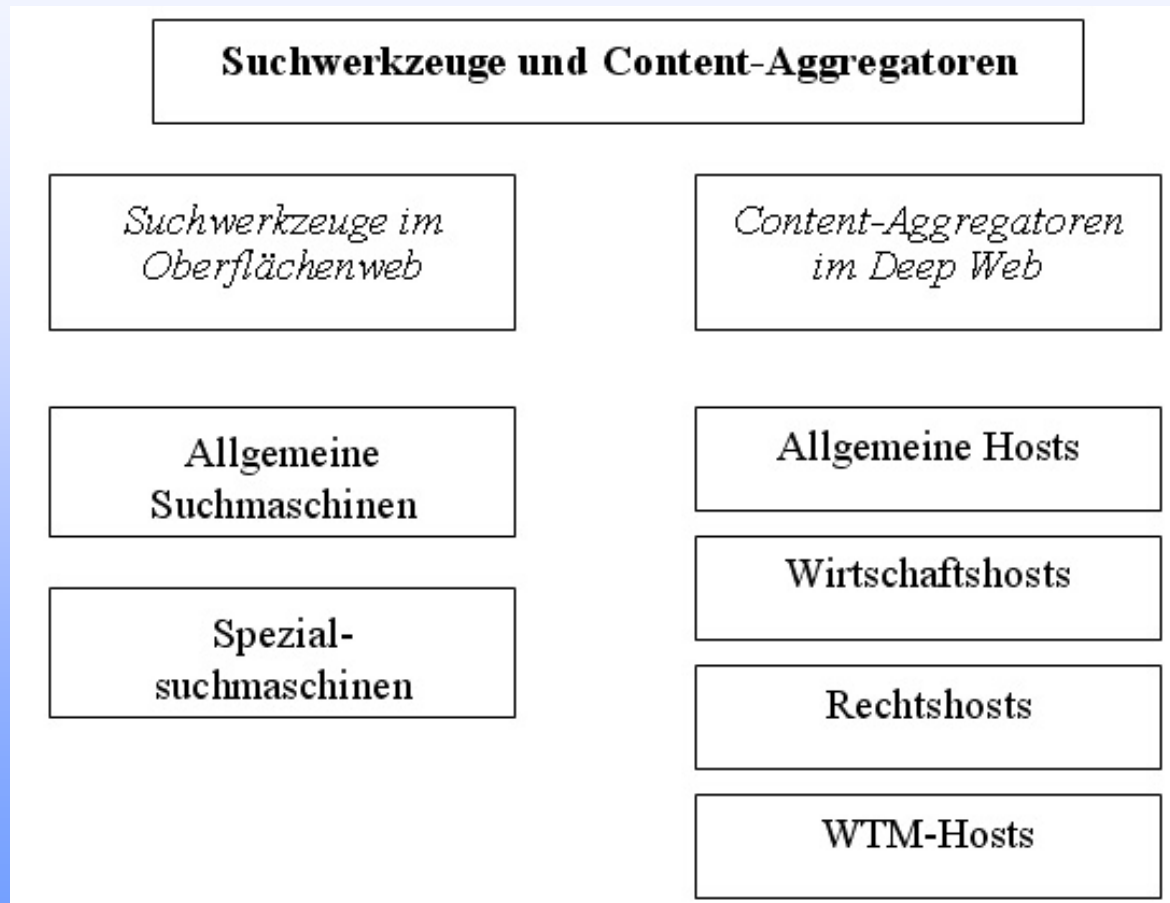 Suchwerkzeuge und Content-Aggregatoren
Suchwerkzeuge im
Oberflächenweb
Allgemeine
Suchmaschinen
Spezial-
suchmaschinen
Content-Aggregatoren
im Deep Web
Allgemeine Hosts
Wirtschaftshosts
Rechtshosts
WTM-Hosts